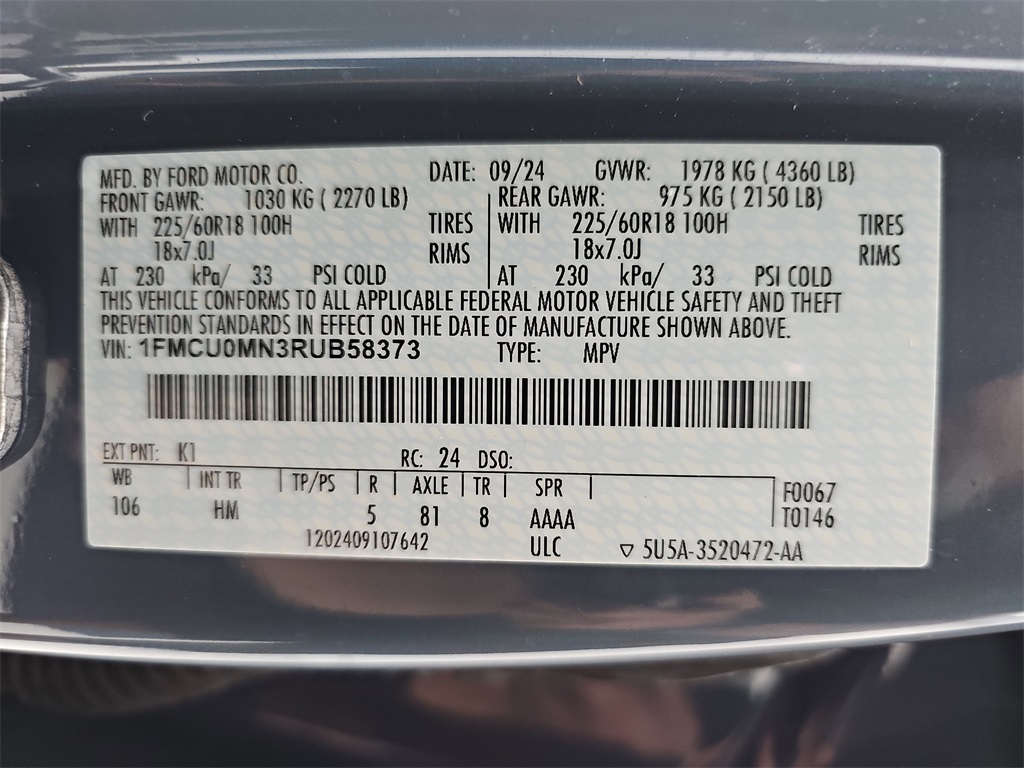 MFD. BY FORD MOTOR CO. DATE: 09/24 GVWR: 1978 KG ( 4360 LB)
FRONT GAWR: 1030 KG ( 2270 LB) REAR GAWR: 975 KG ( 2150 LB)
WITH 225/60R18 100H TIRES WITH 225/60R18 100H TIRES
18x7.0J RIMS 18x7.0J RIMS
AT 230 kPa/ 33 PSI COLD AT 230 kPa/ 33 PSI COLD
THIS VEHICLE CONFORMS TO ALL APPLICABLE FEDERAL MOTOR VEHICLE SAFETY AND THEFT
PREVENTION STANDARDS IN EFFECT ON THE DATE OF MANUFACTURE SHOWN ABOVE.
VIN: 1FMCU0MN3RUB58373 TYPE: MPV
EXT PNT: K1 RC: 24 DSO:
WB INT TR TP/PS R AXLE TR SPR F0067
106 HM 5 81 8 AAAA T0146
1202409107642 ULC ▽ 5U5A-3520472-AA